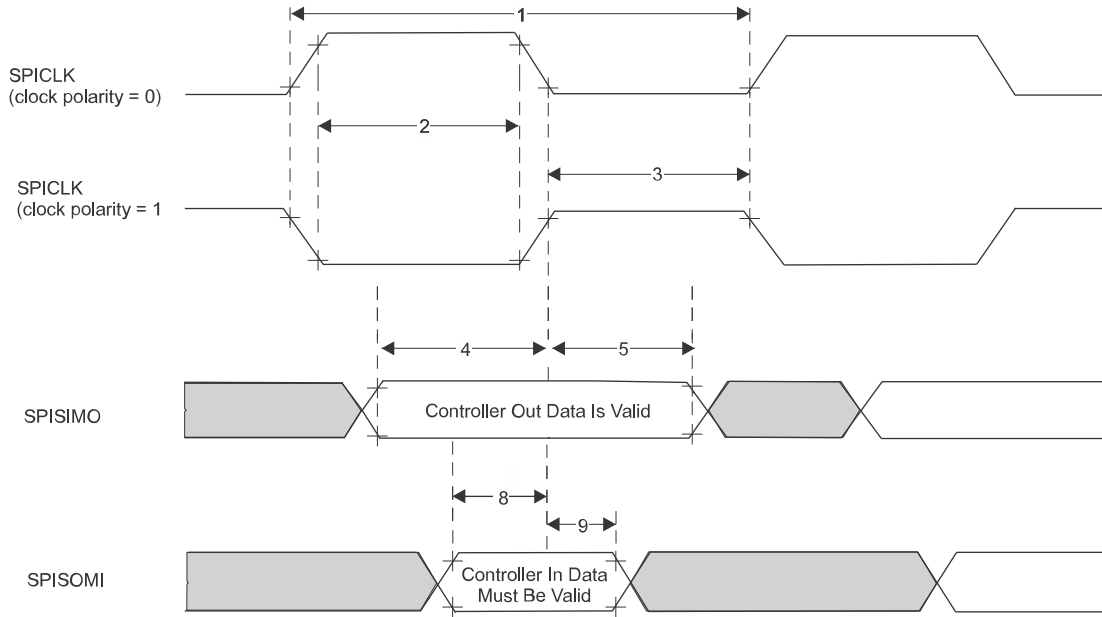 1
SPICLK
(clock polarity = 0)
2
SPICLK
(clock polarity = 1
3
4
5
SPISIMO
Controller Out Data Is Valid
8
9
SPISOMI
Controller In Data
Must Be Valid